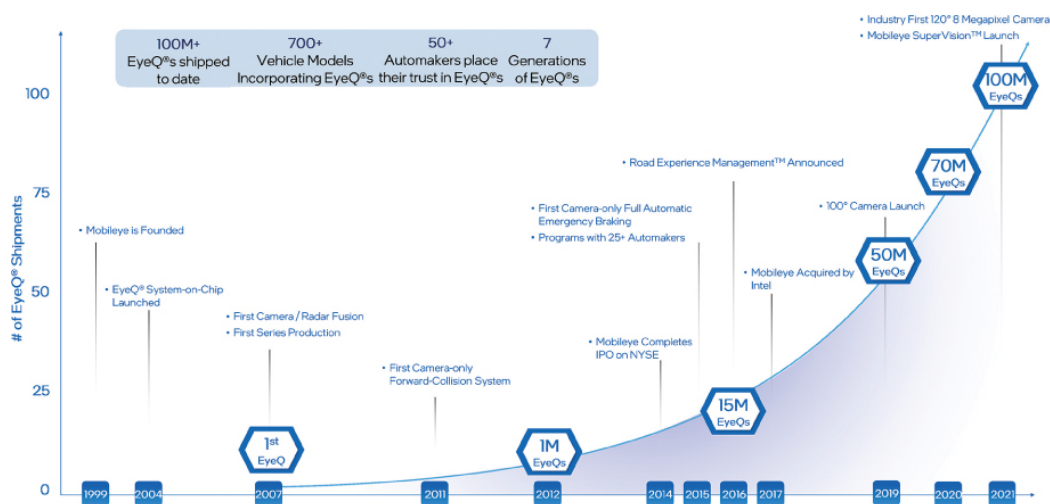 100M+
EyeQ®s shipped
to date
700+
Vehicle Models
Incorporating EyeQ®s
50+
Automakers place
their trust in EyeQ®s
7
Generations
of EyeQ®s
• Industry First 120° 8 Megapixel Camera
• Mobileye SuperVision™ Launch
# of EyeQ® Shipments
100
75
50
25
0
• Mobileye is Founded
• EyeQ® System-on-Chip
Launched
• First Camera / Radar Fusion
• First Series Production
• First Camera-only
Forward-Collision System
• Mobileye Completes
IPO on NYSE
• First Camera-only Full Automatic
Emergency Braking
• Programs with 25+ Automakers
• Road Experience Management™ Announced
• Mobileye Acquired by
Intel
• 100° Camera Launch
1st
EyeQ
1M
EyeQs
15M
EyeQs
50M
EyeQs
70M
EyeQs
100M
EyeQs
1999
2004
2007
2011
2012
2014
2015
2016
2017
2019
2020
2021